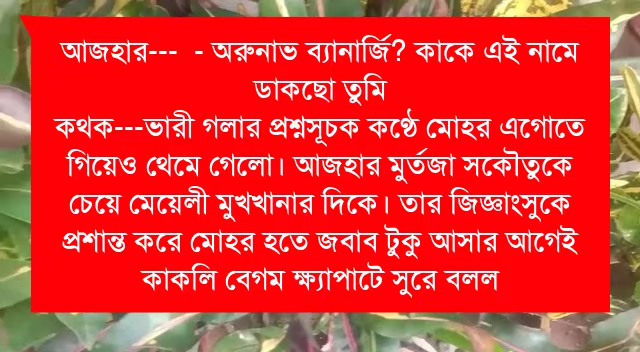 আজহার---  - অরুনাভ ব্যানার্জি? কাকে এই নামে
ডাকছো তুমি
কথক---ভারী গলার প্রশ্নসূচক কণ্ঠে মোহর এগোতে
গিয়েও থেমে গেলো। আজহার মুর্তজা সকৌতুকে
চেয়ে মেয়েলী মুখখানার দিকে। তার জিজ্ঞাংসুকে
প্রশান্ত করে মোহর হতে জবাব টুকু আসার আগেই
কাকলি বেগম ক্ষ্যাপাটে সুরে বলল